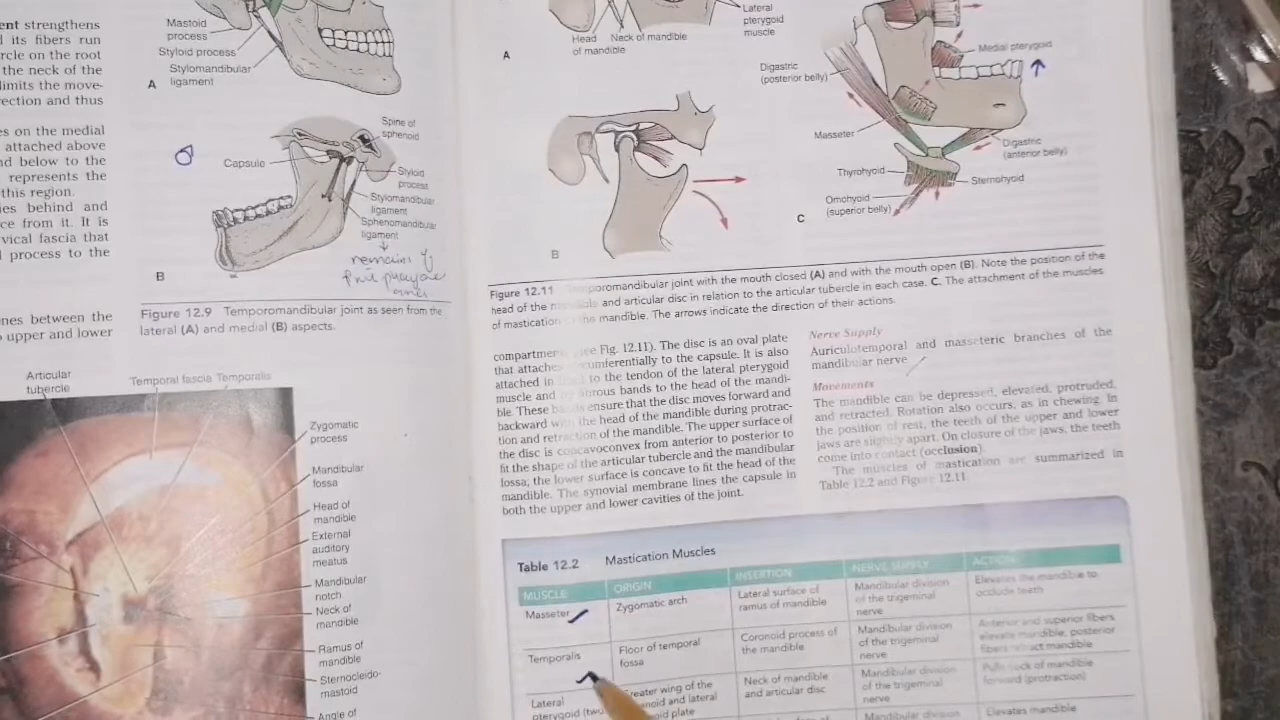 ent strengthens
l its fibers run
rcle on the root
the neck of the
limits the move-
rection and thus
es on the medial
attached above
nd below to the
represents the
this region.
ies behind and
ce from it. It is
vical fascia that
l process to the
nes between the
o upper and lower
Mastoid
process
Styloid process
Stylomandibular
ligament
A
Spine of
sphenoid
Capsule
Styloid
process
Stylomandibular
ligament
Sphenomandibular
ligament
remains of
B
Figure 12.9 Temporomandibular joint as seen from the
lateral (A) and medial (B) aspects.
Articular
tubercle
Temporal fascia
Temporalis
Zygomatic
process
Mandibular
fossa
Head of
mandible
External
auditory
meatus
Mandibular
notch
Neck of
mandible
Ramus of
mandible
Sternocleido-
mastoid
Angle of
Head
of mandible
Neck of mandible
Lateral
pterygoid
muscle
A
B
Medial pterygoid
Digastric
(posterior belly)
Masseter
Digastric
(anterior belly)
Thyrohyoid
Sternohyoid
Omohyoid
(superior belly)
C
Figure 12.11 poromandibular joint with the mouth closed (A) and with the mouth open (B). Note the position of the
head of the and articular disc in relation to the articular tubercle in each case. C. The attachment of the muscles
of mastication the mandible. The arrows indicate the direction of their actions.
Fig. 12.11). The disc is an oval plate
that attaches circumferentially to the capsule. It is also
attached in to the tendon of the lateral pterygoid
muscle and fibrous bands to the head of the mandi-
ble. These ensure that the disc moves forward and
backward with the head of the mandible during protrac-
tion and retraction of the mandible. The upper surface of
the disc is concavoconvex from anterior to posterior to
fit the shape of the articular tubercle and the mandibular
fossa; the lower surface is concave to fit the head of the
mandible. The synovial membrane lines the capsule in
both the upper and lower cavities of the joint.
Nerve Supply
Auriculotemporal and masseteric branches of the
mandibular nerve
Movements
The mandible can be depressed, elevated, protruded,
and retracted. Rotation also occurs, as in chewing. In
the position of rest, the teeth of the upper and lower
jaws are slightly apart. On closure of the jaws, the teeth
come into contact (occlusion).
The muscles of mastication are summarized in
Table 12.2 and Figure 12.11
Table 12.2 Mastication Muscles
MUSCLE ORIGIN INSERTION NERVE SUPPLY ACTION
Masseter
Zygomatic arch
Lateral surface of
ramus of mandible
Mandibular division
of the trigeminal
nerve
Elevates the mandible to
occlude teeth
Temporalis
Floor of temporal
fossa
Coronoid process of
the mandible
Mandibular division
of the trigeminal
nerve
Anterior and superior fibers
elevate mandible, posterior
fibers retract mandible
Lateral
pterygoid (two
Greater wing of the
and lateral
plate
Neck of mandible
and articular disc
Mandibular division
of the trigeminal
nerve
Pulls neck of mandible
forward (protraction)
Mandibular division
Elevates mandible